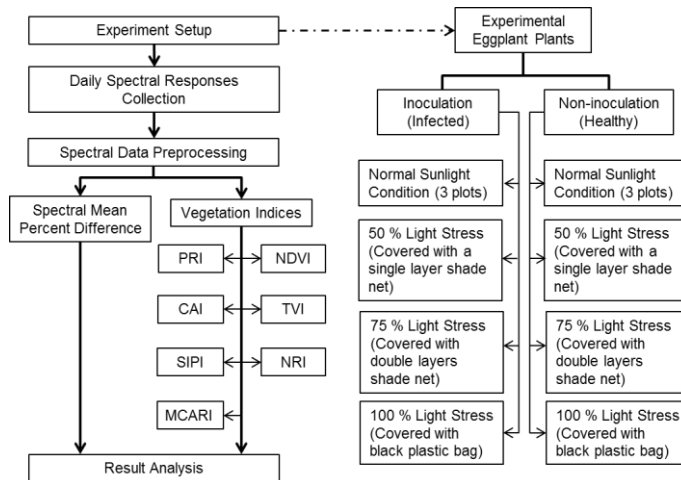 Experiment Setup
Daily Spectral Responses
Collection
Spectral Data Preprocessing
Spectral Mean
Percent Difference
Vegetation Indices
PRI
NDVI
CAI
TVI
SIPI
NRI
MCARI
Result Analysis
Experimental
Eggplant Plants
Inoculation
(Infected)
Non-inoculation
(Healthy)
Normal Sunlight
Condition (3 plots)
Normal Sunlight
Condition (3 plots)
50 % Light Stress
(Covered with a
single layer shade
net)
50 % Light Stress
(Covered with a
single layer shade
net)
75 % Light Stress
(Covered with
double layers
shade net)
75 % Light Stress
(Covered with
double layers
shade net)
100 % Light Stress
(Covered with
black plastic bag)
100 % Light Stress
(Covered with
black plastic bag)